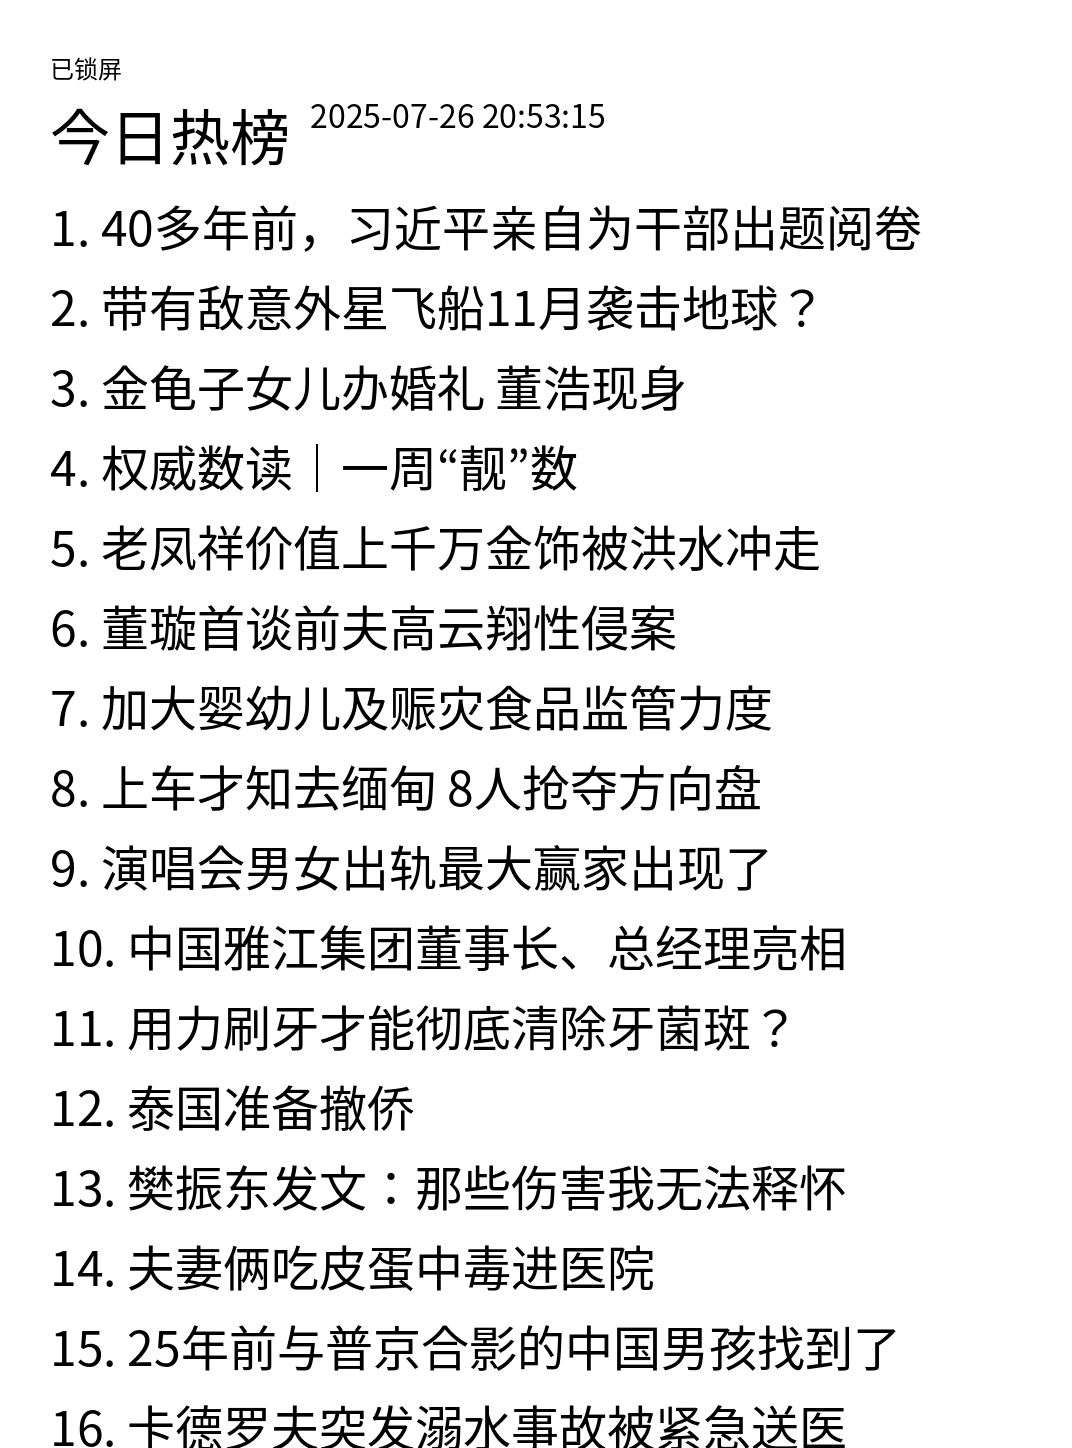 已锁屏
今日热榜 2025-07-26 20:53:15
1. 40多年前，习近平亲自为干部出题阅卷
2. 带有敌意外星飞船11月袭击地球？
3. 金龟子女儿办婚礼 董浩现身
4. 权威数读｜一周“靓”数
5. 老凤祥价值上千万金饰被洪水冲走
6. 董璇首谈前夫高云翔性侵案
7. 加大婴幼儿及赈灾食品监管力度
8. 上车才知去缅甸 8人抢夺方向盘
9. 演唱会男女出轨最大赢家出现了
10. 中国雅江集团董事长、总经理亮相
11. 用力刷牙才能彻底清除牙菌斑？
12. 泰国准备撤侨
13. 樊振东发文：那些伤害我无法释怀
14. 夫妻俩吃皮蛋中毒进医院
15. 25年前与普京合影的中国男孩找到了
16. 卡德罗夫突发溺水事故被紧急送医